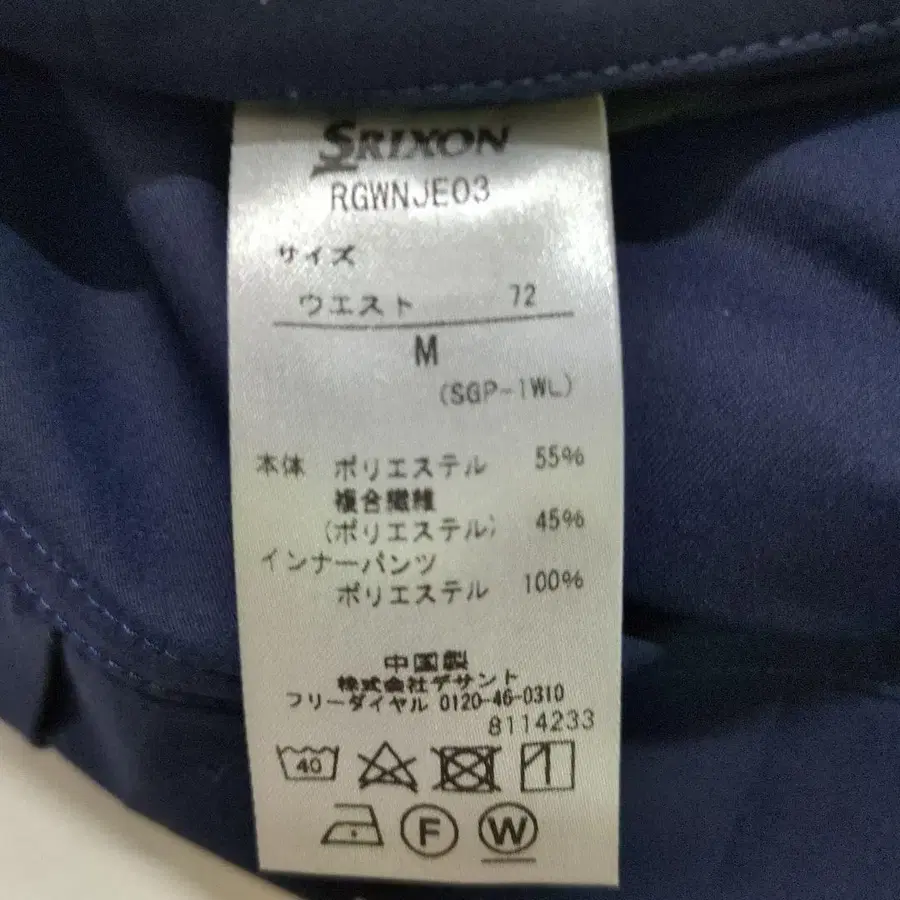 SRIXON
RGWNJE03
サイズ
ウエスト 72
M
(SGP-1WL)
本体 ポリエステル 55%
複合繊維
(ポリエステル) 45%
インナーパンツ
ポリエステル 100%
中国製
株式会社デサント
フリーダイヤル 0120-46-0310
8114233
40
F W